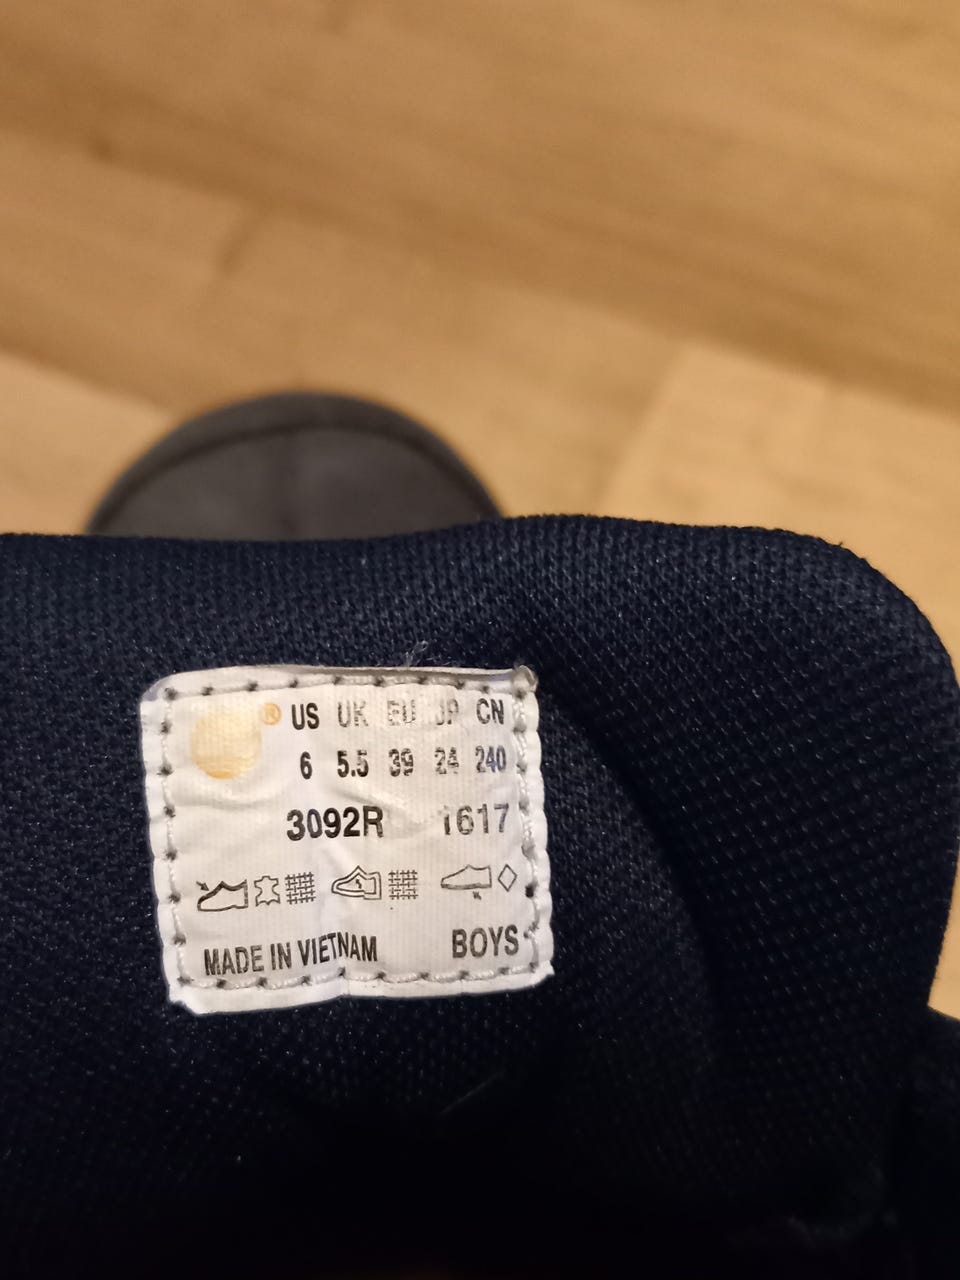 ® US UK EU JP CN
6 5.5 39 24 240
3092R 1617
MADE IN VIETNAM BOYS